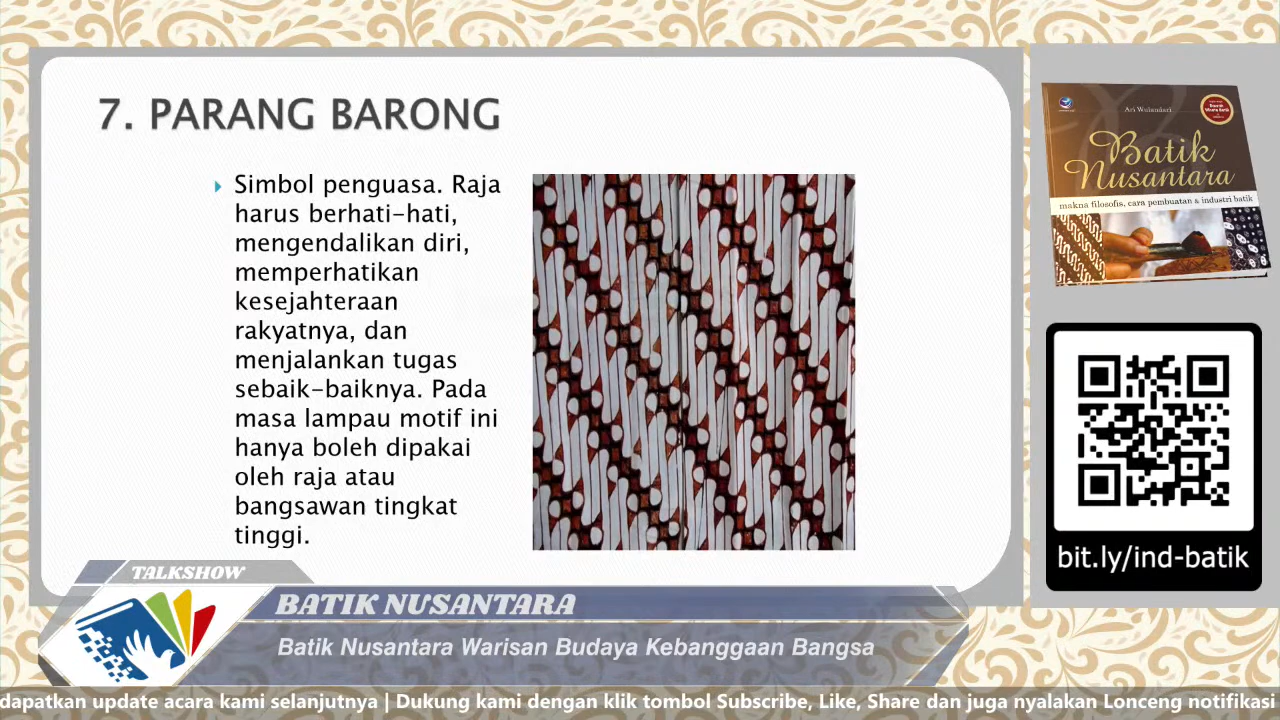 7. PARANG BARONG
Simbol penguasa. Raja
harus berhati-hati,
mengendalikan diri,
memperhatikan
kesejahteraan
rakyatnya, dan
menjalankan tugas
sebaik-baiknya. Pada
masa lampau motif ini
hanya boleh dipakai
oleh raja atau
bangsawan tingkat
tinggi.
Ari Wulandari
Batik
Nusantara
makna filosofis, cara pembuatan & industri batik
bit.ly/ind-batik
TALKSHOW
BATIK NUSANTARA
Batik Nusantara Warisan Budaya Kebanggaan Bangsa
dapatkan update acara kami selanjutnya | Dukung kami dengan klik tombol Subscribe, Like, Share dan juga nyalakan Lonceng notifikasi